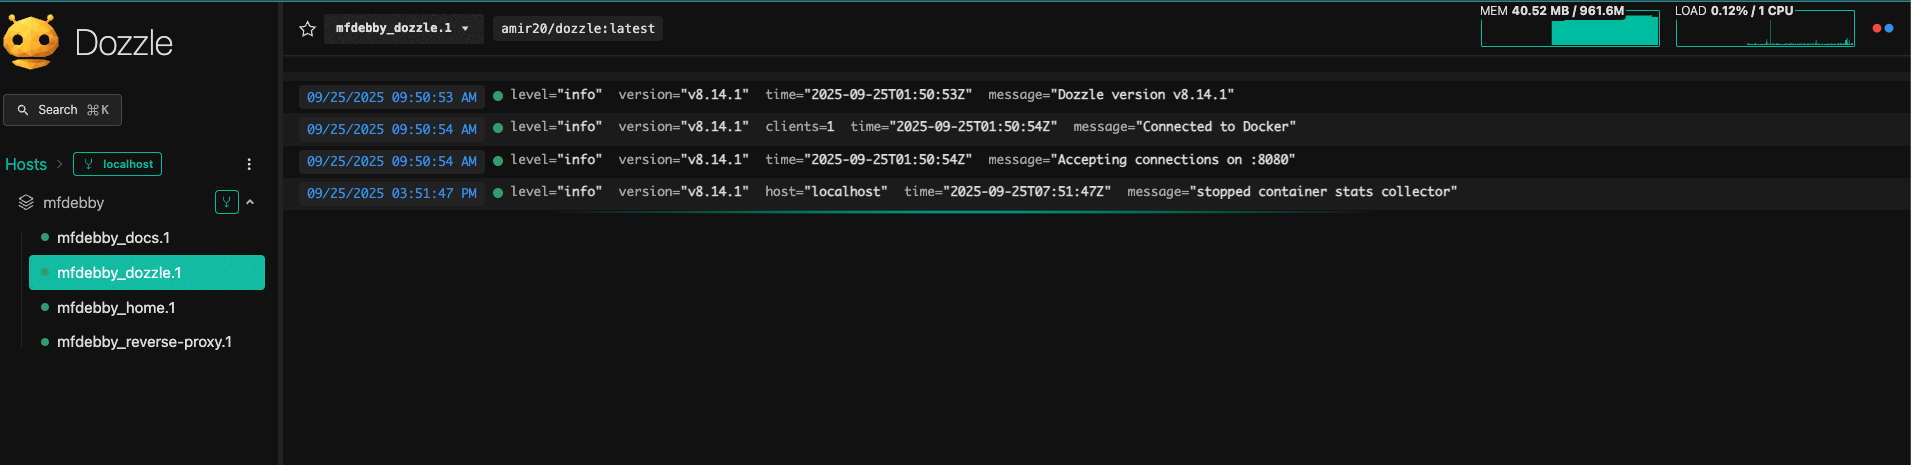 Dozzle
Search ⌘K
Hosts > localhost
mfdebby
mfdebby_docs.1
mfdebby_dozzle.1
mfdebby_home.1
mfdebby_reverse-proxy.1
mfdebby_dozzle.1 amir20/dozzle:latest
MEM 40.52 MB / 961.6M LOAD 0.12% / 1 CPU
09/25/2025 09:50:53 AM level="info" version="v8.14.1" time="2025-09-25T01:50:53Z" message="Dozzle version v8.14.1"
09/25/2025 09:50:54 AM level="info" version="v8.14.1" clients=1 time="2025-09-25T01:50:54Z" message="Connected to Docker"
09/25/2025 09:50:54 AM level="info" version="v8.14.1" time="2025-09-25T01:50:54Z" message="Accepting connections on :8080"
09/25/2025 03:51:47 PM level="info" version="v8.14.1" host="localhost" time="2025-09-25T07:51:47Z" message="stopped container stats collector"